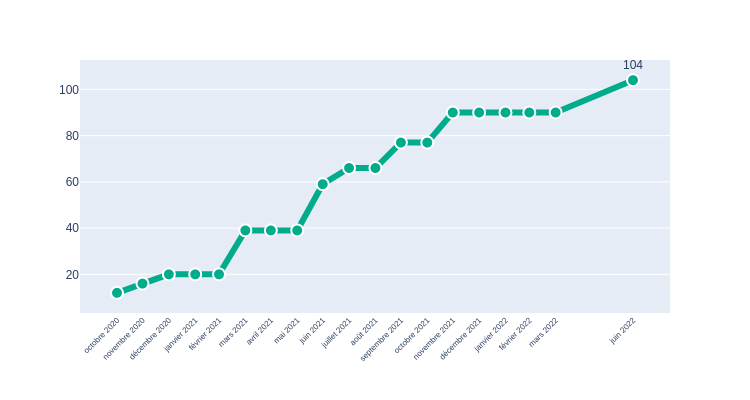 104
100
80
60
40
20
octobre 2020
novembre 2020
décembre 2020
janvier 2021
février 2021
mars 2021
avril 2021
mai 2021
juin 2021
juillet 2021
août 2021
septembre 2021
octobre 2021
novembre 2021
décembre 2021
janvier 2022
février 2022
mars 2022
juin 2022